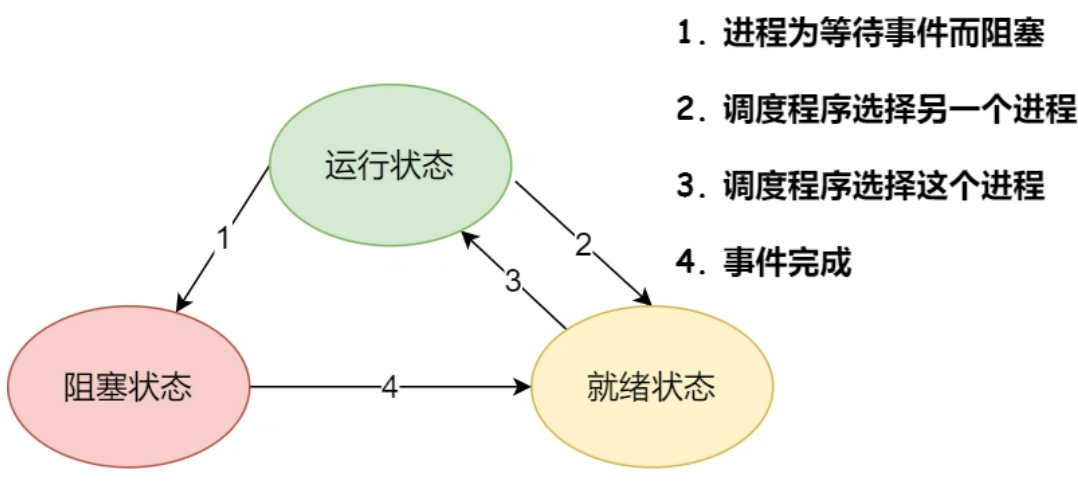 1. 进程为等待事件而阻塞
2. 调度程序选择另一个进程
3. 调度程序选择这个进程
4. 事件完成
运行状态
1
2
3
阻塞状态
4
就绪状态